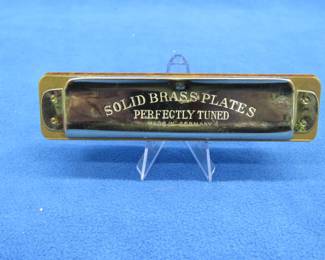 SOLID BRASS PLATES
PERFECTLY TUNED
MADE IN GERMANY